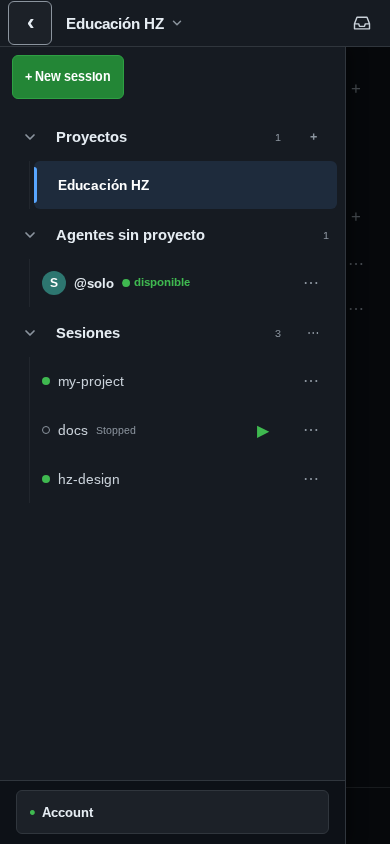 Educación HZ
+ New session
Proyectos 1 +
Educación HZ
Agentes sin proyecto 1
S @solo disponible ...
Sesiones 3 ...
my-project ...
docs Stopped ...
hz-design ...
Account